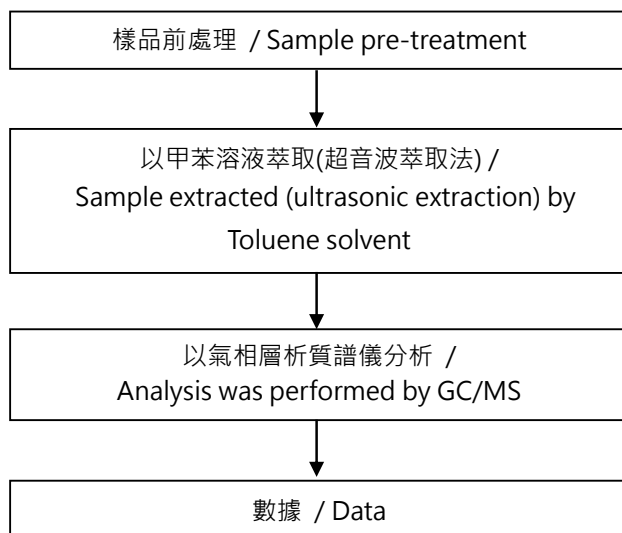 樣品前處理 / Sample pre-treatment
以甲苯溶液萃取(超音波萃取法) /
Sample extracted (ultrasonic extraction) by
Toluene solvent
以氣相層析質譜儀分析 /
Analysis was performed by GC/MS
數據 / Data